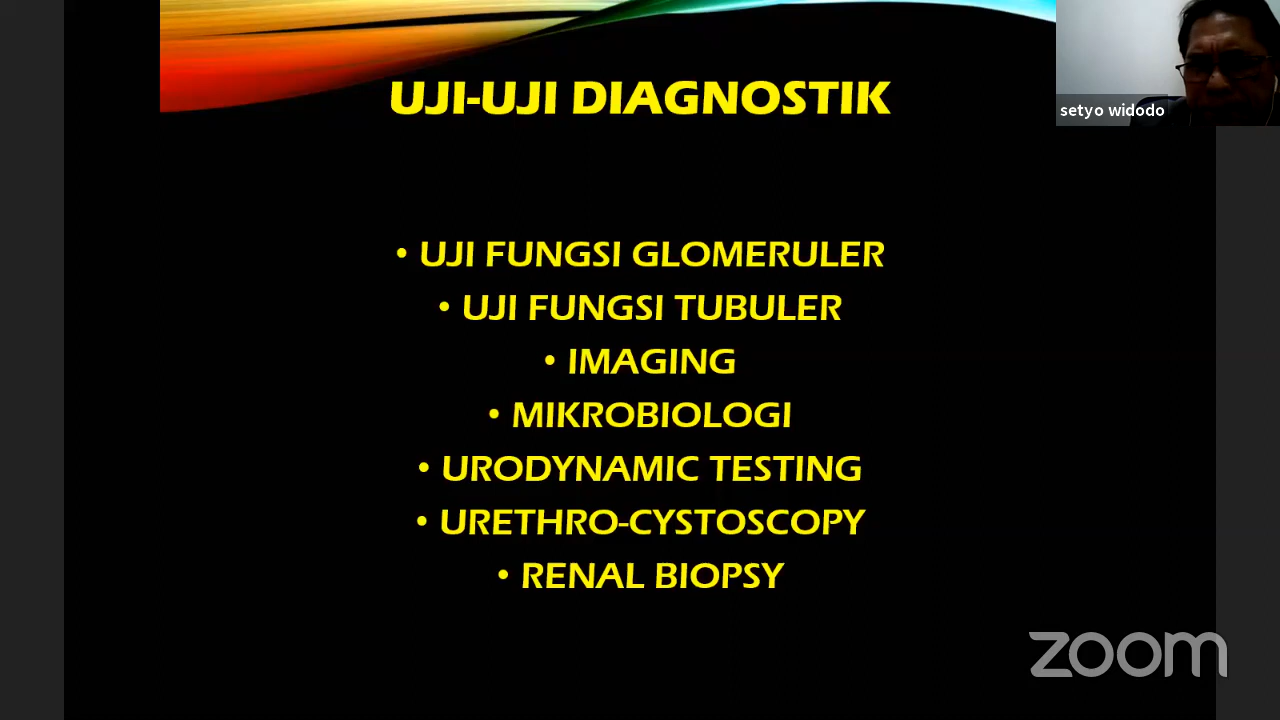 UJI-UJI DIAGNOSTIK
setyo widodo
• UJI FUNGSI GLOMERULER
• UJI FUNGSI TUBULER
• IMAGING
• MIKROBIOLOGI
• URODYNAMIC TESTING
• URETHRO-CYSTOSCOPY
• RENAL BIOPSY
zoom